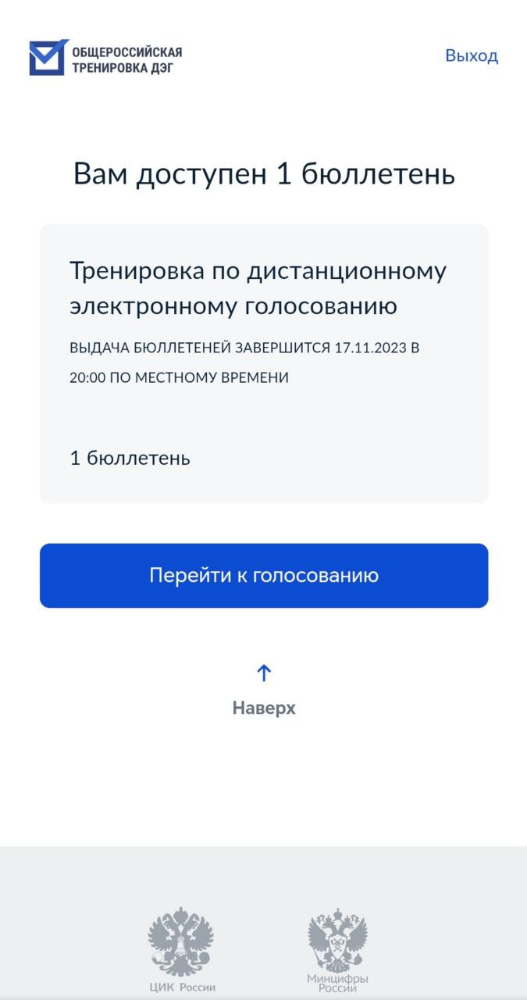 ОБЩЕРОССИЙСКАЯ
ТРЕНИРОВКА ДЭГ
Выход
Вам доступен 1 бюллетень
Тренировка по дистанционному
электронному голосованию
ВЫДАЧА БЮЛЛЕТЕНЕЙ ЗАВЕРШИТСЯ 17.11.2023 В
20:00 ПО МЕСТНОМУ ВРЕМЕНИ
1 бюллетень
Перейти к голосованию
Наверх
ЦИК России
Минцифры
России